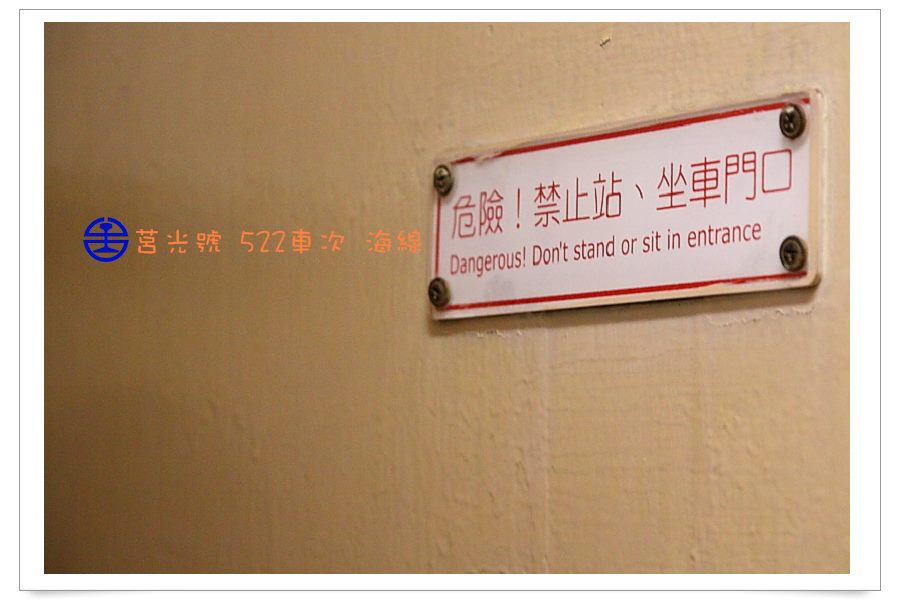 危險！禁止站、坐車門口
Dangerous! Don't stand or sit in entrance
莒光號 522車次 海線